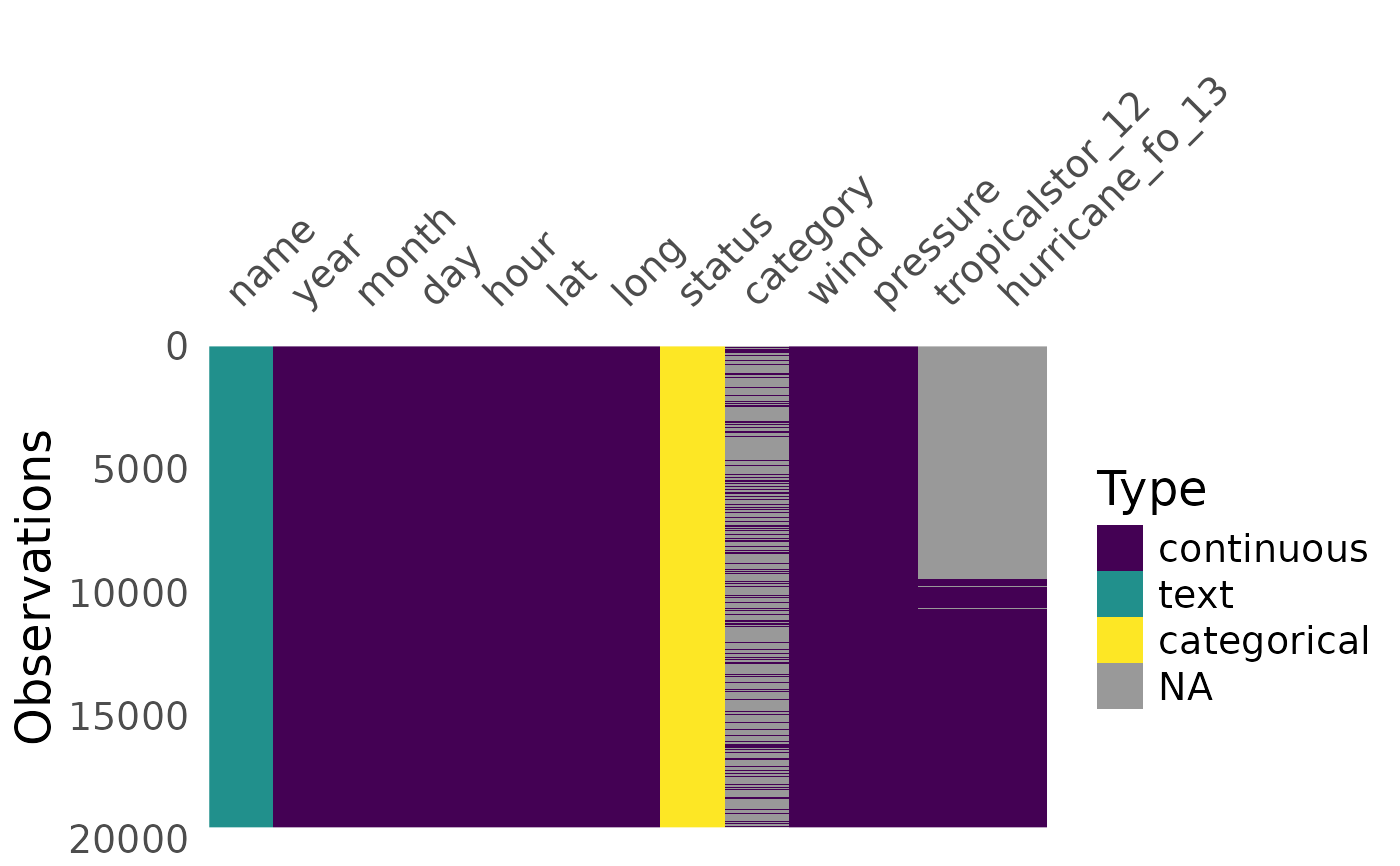 name
year
month
day
hour
lat
long
status
category
wind
pressure
tropicalstor_12
hurricane_fo_13
Observations
0
5000
10000
15000
20000
Type
continuous
text
categorical
NA